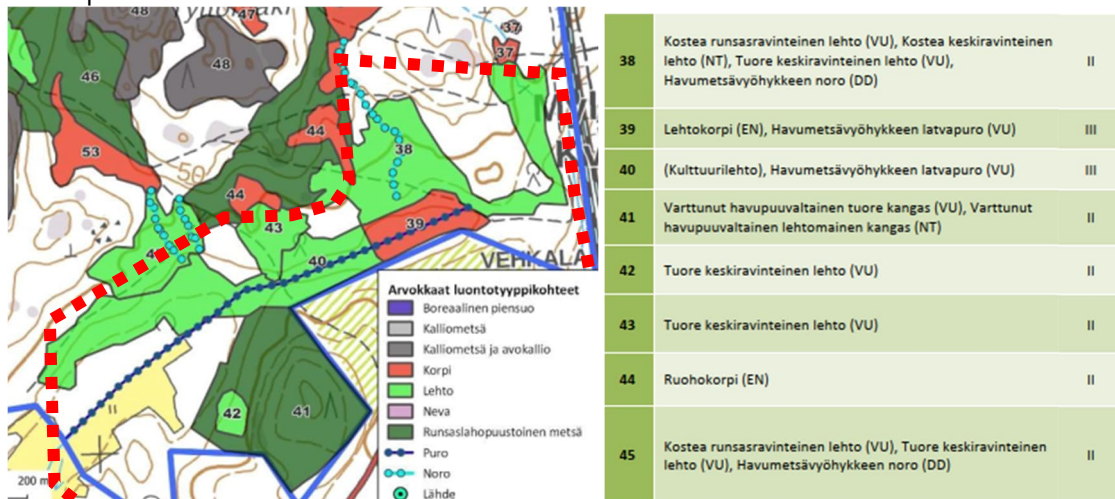 48
47
37
37
46
48
44
38
53
50
44
43
39
40
VEHKALA
42
41
200 m
Arvokkaat luontotyyppikohteet
Boreaalinen piensuo
Kalliometsä
Kalliometsä ja avokallio
Korpi
Lehto
Neva
Runsaslahopuustoinen metsä
Puro
Noro
Lähde
38
Kostea runsasravinteinen lehto (VU), Kostea keskiravinteinen
lehto (NT), Tuore keskiravinteinen lehto (VU),
Havumetsävyöhykkeen noro (DD)
II
39
Lehtokorpi (EN), Havumetsävyöhykkeen latvapuro (VU)
III
40
(Kulttuurilehto), Havumetsävyöhykkeen latvapuro (VU)
III
41
Varttunut havupuuvaltainen tuore kangas (VU), Varttunut
havupuuvaltainen lehtomainen kangas (NT)
II
42
Tuore keskiravinteinen lehto (VU)
II
43
Tuore keskiravinteinen lehto (VU)
II
44
Ruohokorpi (EN)
II
45
Kostea runsasravinteinen lehto (VU), Tuore keskiravinteinen
lehto (VU), Havumetsävyöhykkeen noro (DD)
II